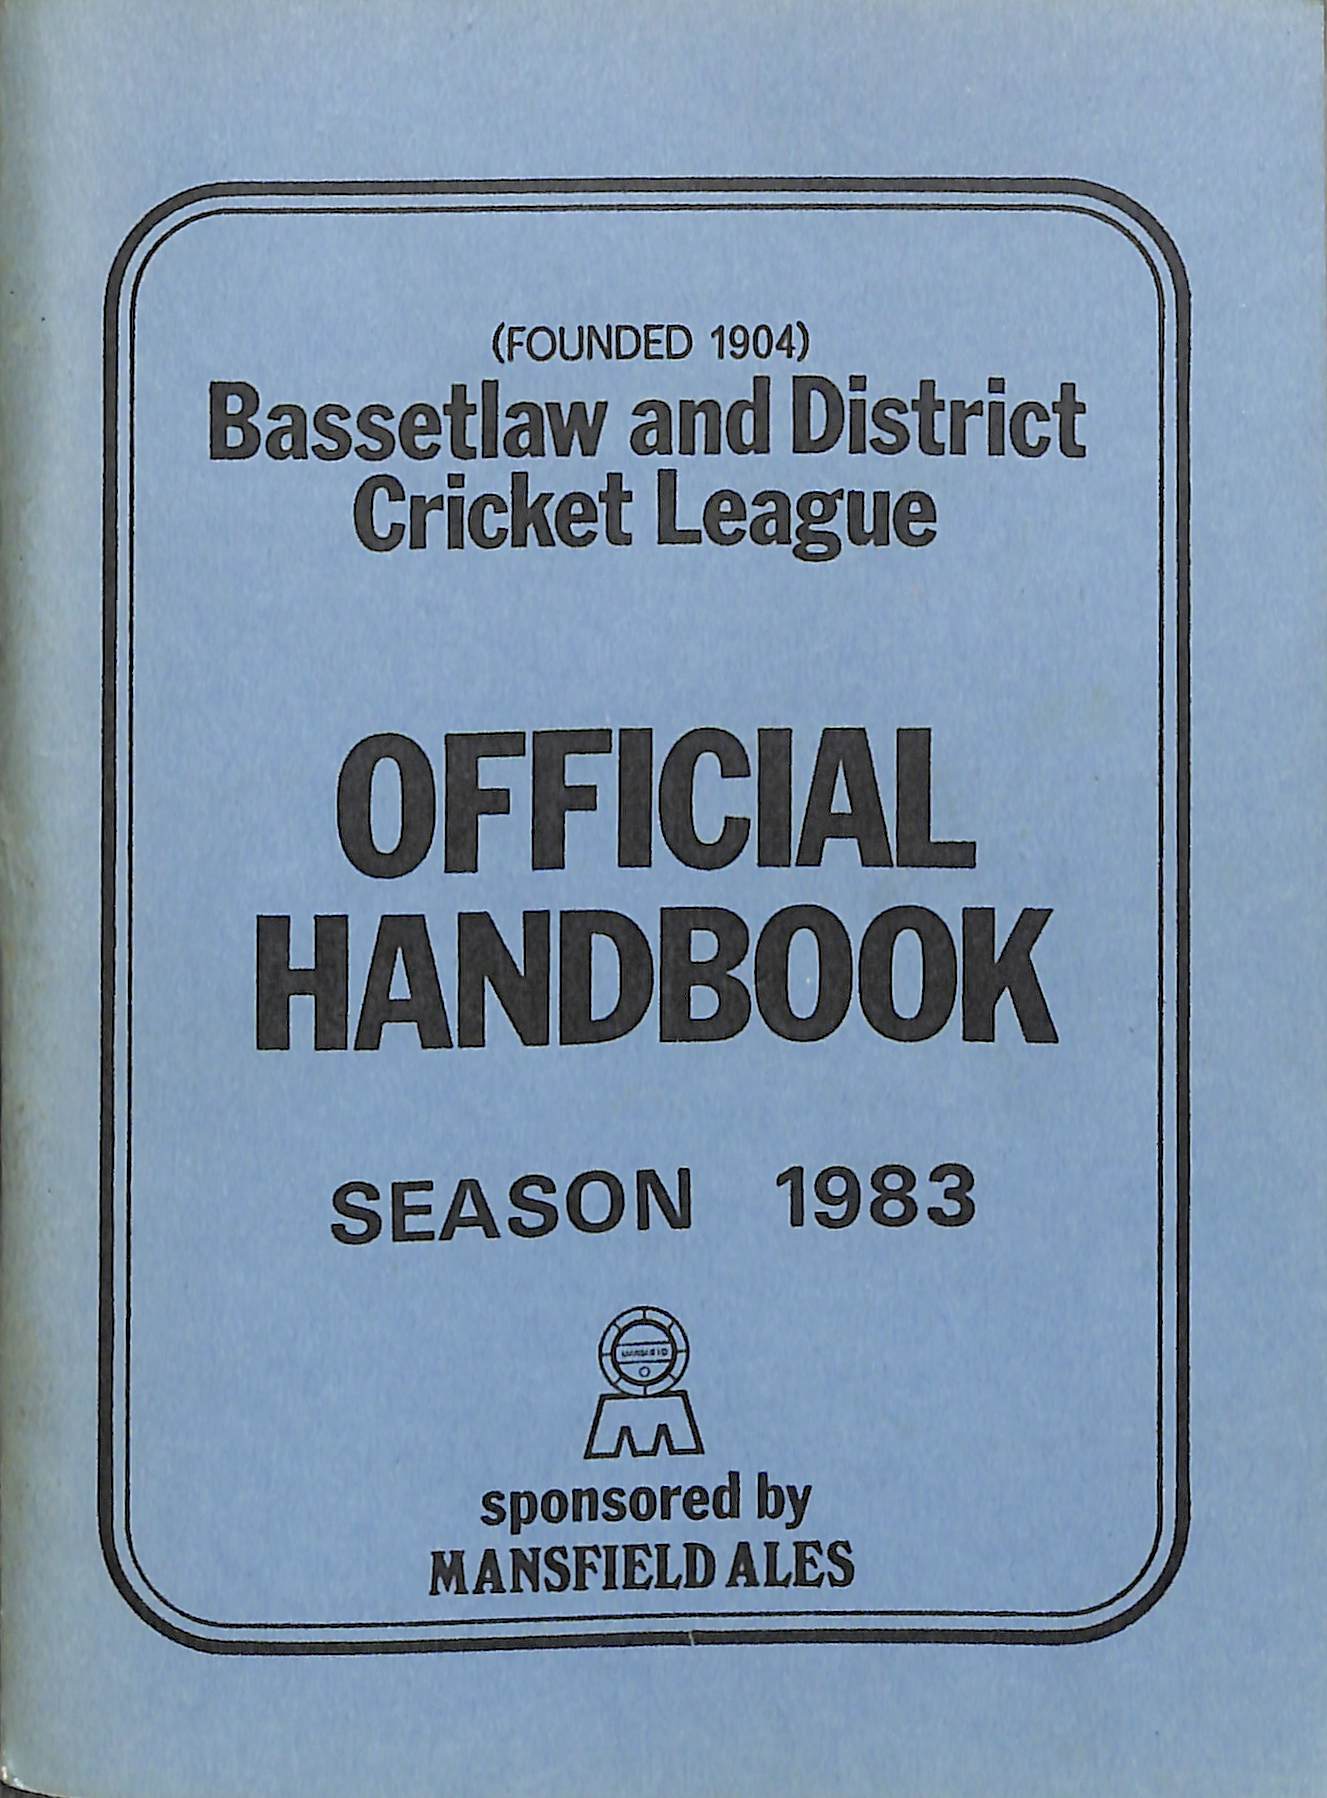 (FOUNDED 1904)
Bassetlaw and District
Cricket League
OFFICIAL
HANDBOOK
SEASON 1983
sponsored by
MANSFIELD ALES